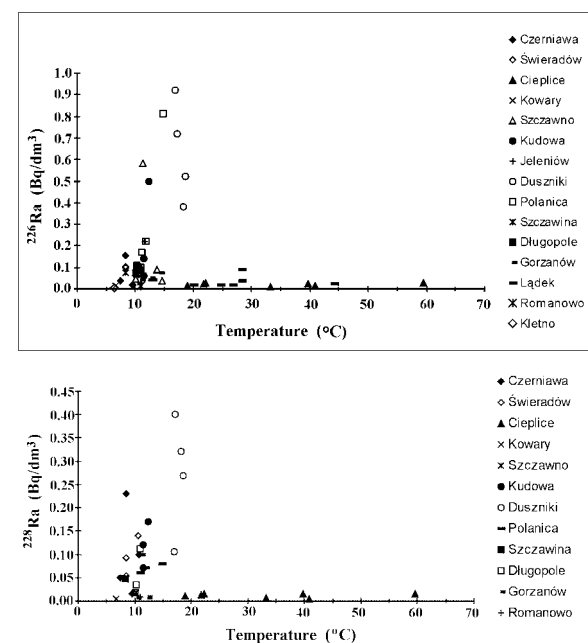 Czerniawa
Świeradów
Cieplice
Kowary
Szczawno
Kudowa
Jeleniów
Duszniki
Polanica
Szczawina
Długopole
Gorzanów
Lądek
Romanowo
Kletno
1.0
0.9
0.8
0.7
0.6
0.5
0.4
0.3
0.2
0.1
0.0
226Ra (Bq/dm3)
0 10 20 30 40 50 60 70
Temperature (°C)
Czerniawa
Świeradów
Cieplice
Kowary
Szczawno
Kudowa
Duszniki
Polanica
Szczawina
Długopole
Gorzanów
Romanowo
0.45
0.40
0.35
0.30
0.25
0.20
0.15
0.10
0.05
0.00
228Ra (Bq/dm3)
0 10 20 30 40 50 60 70
Temperature (°C)